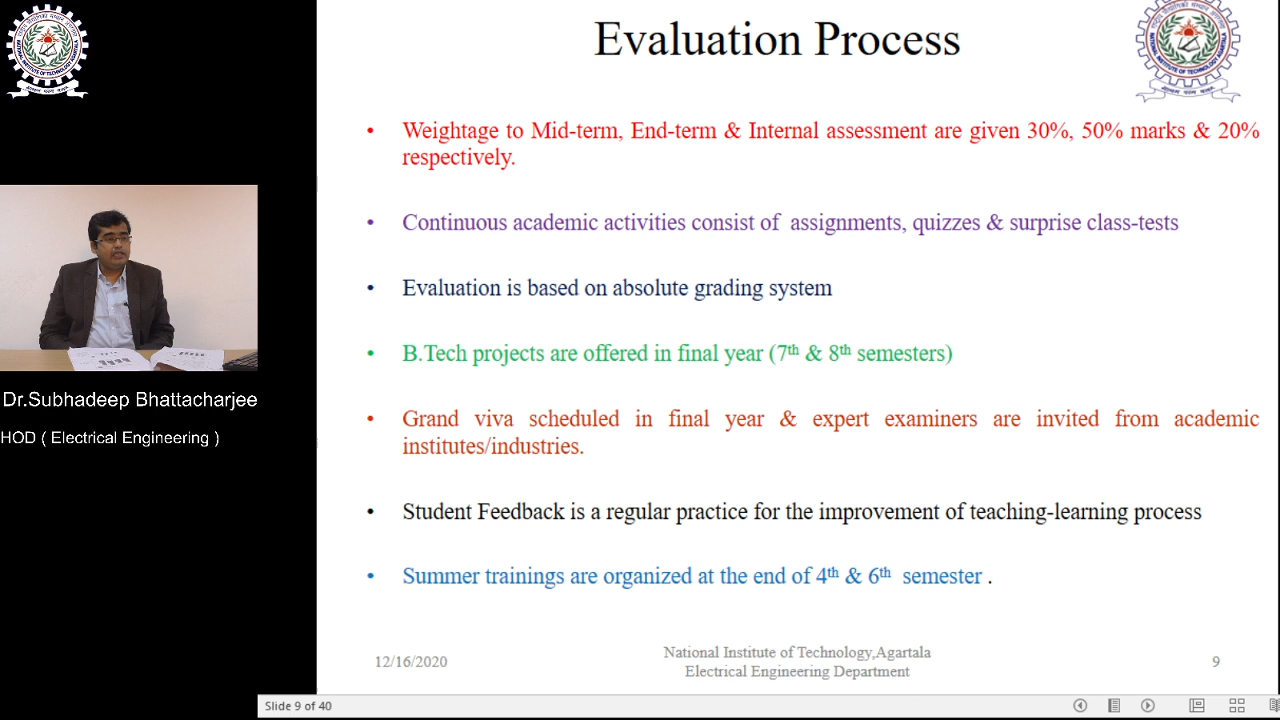 Evaluation Process
• Weightage to Mid-term, End-term & Internal assessment are given 30%, 50% marks & 20%
respectively.
• Continuous academic activities consist of assignments, quizzes & surprise class-tests
• Evaluation is based on absolute grading system
• B.Tech projects are offered in final year (7th & 8th semesters)
• Grand viva scheduled in final year & expert examiners are invited from academic
institutes/industries.
• Student Feedback is a regular practice for the improvement of teaching-learning process
• Summer trainings are organized at the end of 4th & 6th semester .
Dr.Subhadeep Bhattacharjee
HOD ( Electrical Engineering )
12/16/2020
National Institute of Technology,Agartala
Electrical Engineering Department
9
Slide 9 of 40